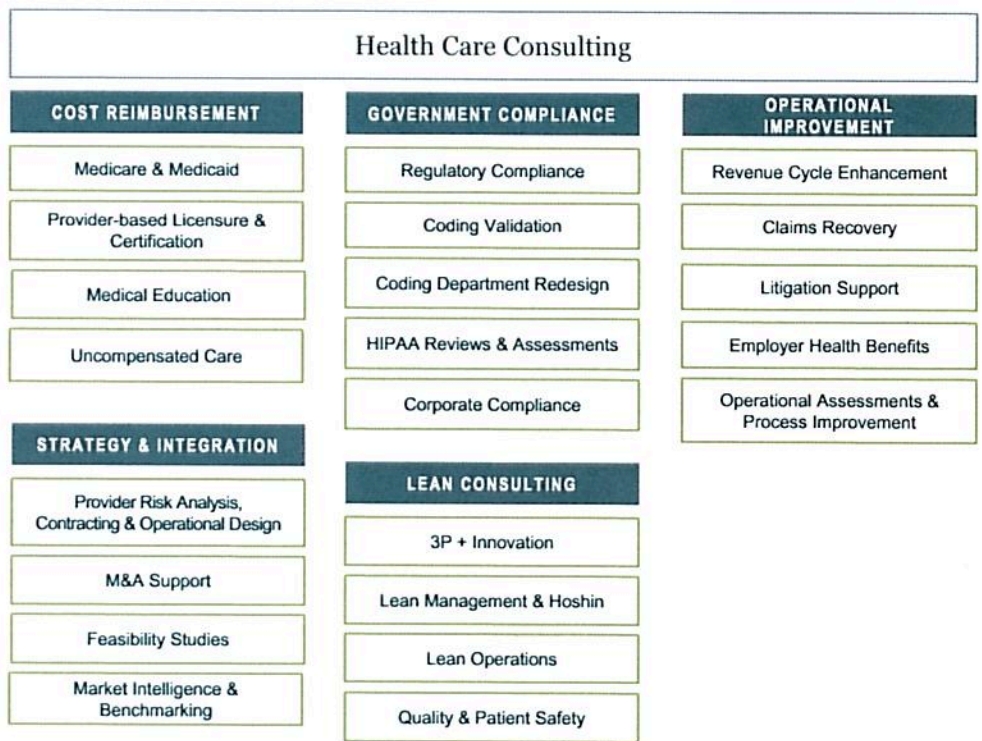 Health Care Consulting
COST REIMBURSEMENT
Medicare & Medicaid
Provider-based Licensure &
Certification
Medical Education
Uncompensated Care
STRATEGY & INTEGRATION
Provider Risk Analysis,
Contracting & Operational Design
M&A Support
Feasibility Studies
Market Intelligence &
Benchmarking
GOVERNMENT COMPLIANCE
Regulatory Compliance
Coding Validation
Coding Department Redesign
HIPAA Reviews & Assessments
Corporate Compliance
LEAN CONSULTING
3P + Innovation
Lean Management & Hoshin
Lean Operations
Quality & Patient Safety
OPERATIONAL
IMPROVEMENT
Revenue Cycle Enhancement
Claims Recovery
Litigation Support
Employer Health Benefits
Operational Assessments &
Process Improvement